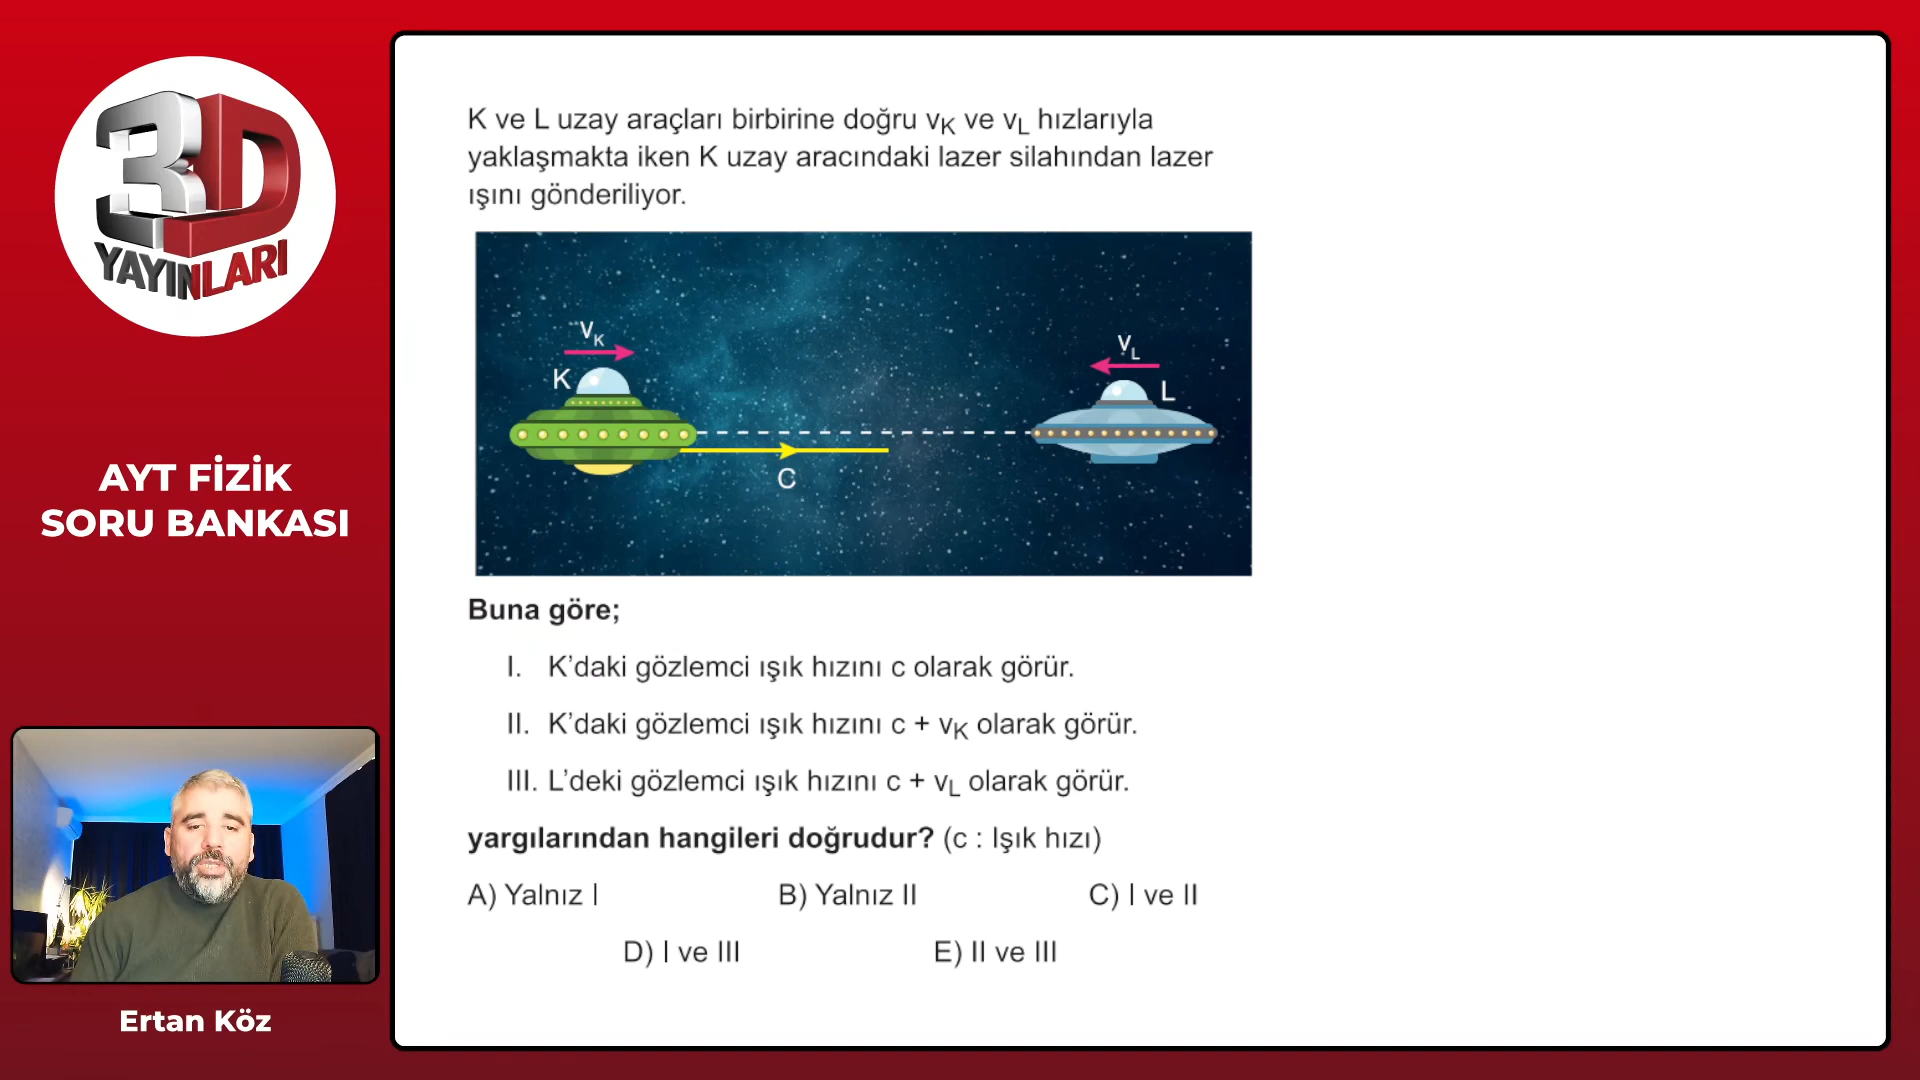 3D
YAYINLARI
AYT FİZİK
SORU BANKASI
Ertan Köz
K ve L uzay araçları birbirine doğru vK ve vL hızlarıyla
yaklaşmakta iken K uzay aracındaki lazer silahından lazer
ışını gönderiliyor.
vK
K
vL
L
C
Buna göre;
I. K'daki gözlemci ışık hızını c olarak görür.
II. K'daki gözlemci ışık hızını c + vK olarak görür.
III. L'deki gözlemci ışık hızını c + vL olarak görür.
yargılarından hangileri doğrudur? (c : Işık hızı)
A) Yalnız I B) Yalnız II C) I ve II
D) I ve III E) II ve III